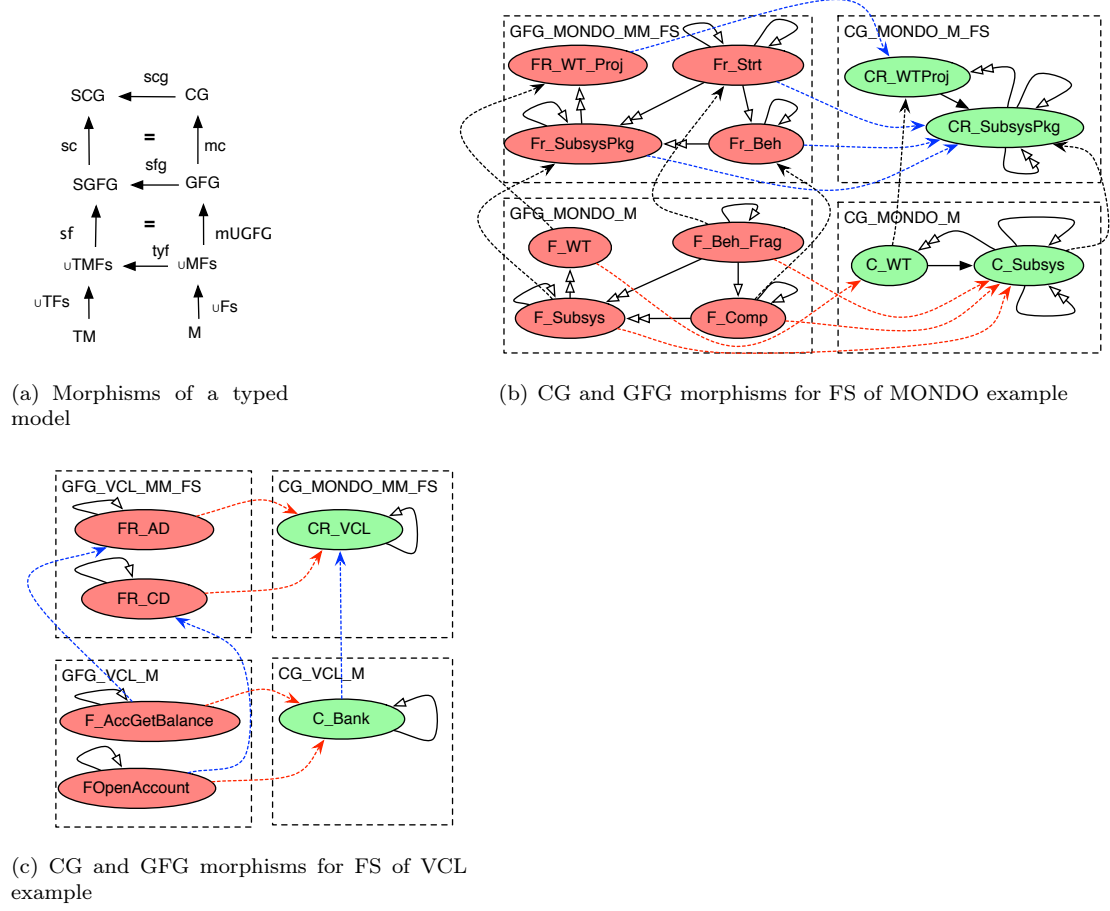 scg
SCG
CG
=
sc
mc
sfg
SGFG
GFG
=
sf
mUGFG
tyf
∪TMFs
∪MFs
∪TFs
∪Fs
TM
M
(a) Morphisms of a typed
model
GFG_MONDO_MM_FS
FR_WT_Proj
Fr_Strt
Fr_SubsysPkg
Fr_Beh
CG_MONDO_M_FS
CR_WTProj
CR_SubsysPkg
GFG_MONDO_M
F_WT
F_Beh_Frag
F_Subsys
F_Comp
CG_MONDO_M
C_WT
C_Subsys
(b) CG and GFG morphisms for FS of MONDO example
GFG_VCL_MM_FS
FR_AD
FR_CD
CG_MONDO_MM_FS
CR_VCL
GFG_VCL_M
F_AccGetBalance
FOpenAccount
CG_VCL_M
C_Bank
(c) CG and GFG morphisms for FS of VCL
example